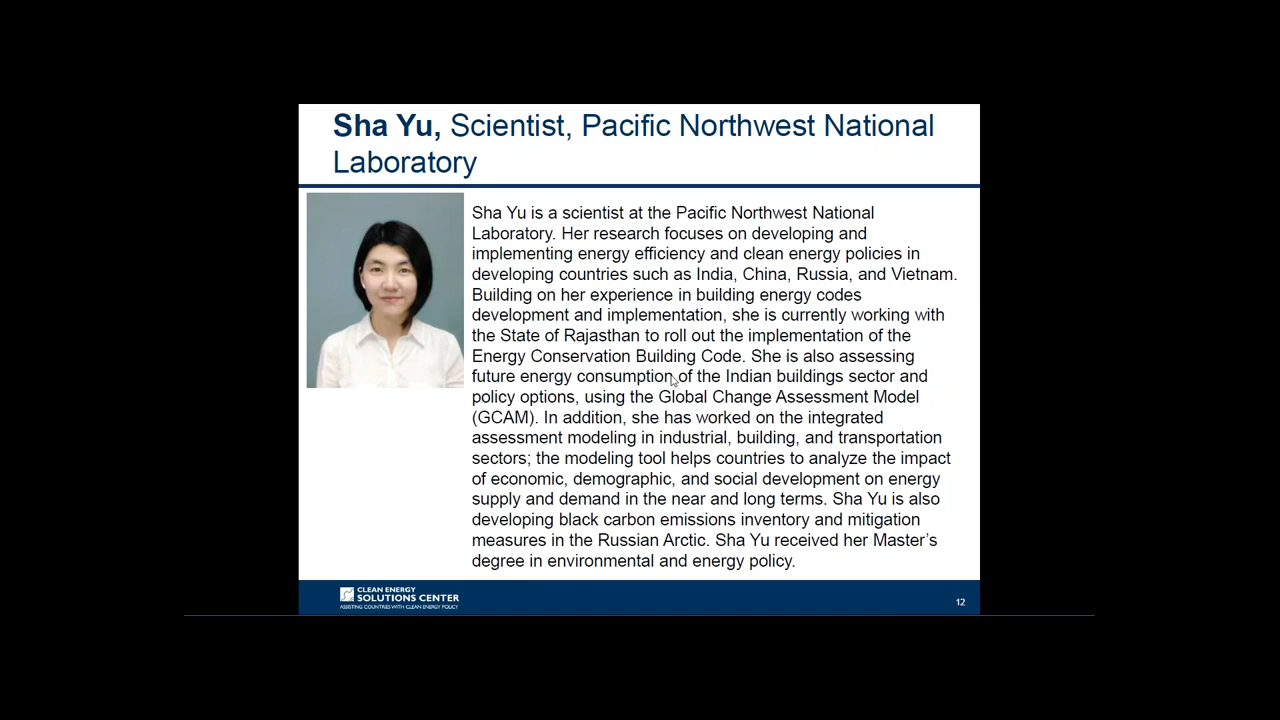 Sha Yu, Scientist, Pacific Northwest National
Laboratory
Sha Yu is a scientist at the Pacific Northwest National
Laboratory. Her research focuses on developing and
implementing energy efficiency and clean energy policies in
developing countries such as India, China, Russia, and Vietnam.
Building on her experience in building energy codes
development and implementation, she is currently working with
the State of Rajasthan to roll out the implementation of the
Energy Conservation Building Code. She is also assessing
future energy consumption of the Indian buildings sector and
policy options, using the Global Change Assessment Model
(GCAM). In addition, she has worked on the integrated
assessment modeling in industrial, building, and transportation
sectors; the modeling tool helps countries to analyze the impact
of economic, demographic, and social development on energy
supply and demand in the near and long terms. Sha Yu is also
developing black carbon emissions inventory and mitigation
measures in the Russian Arctic. Sha Yu received her Master’s
degree in environmental and energy policy.
CLEAN ENERGY
SOLUTIONS CENTER
ASSISTING COUNTRIES WITH CLEAN ENERGY POLICY
12